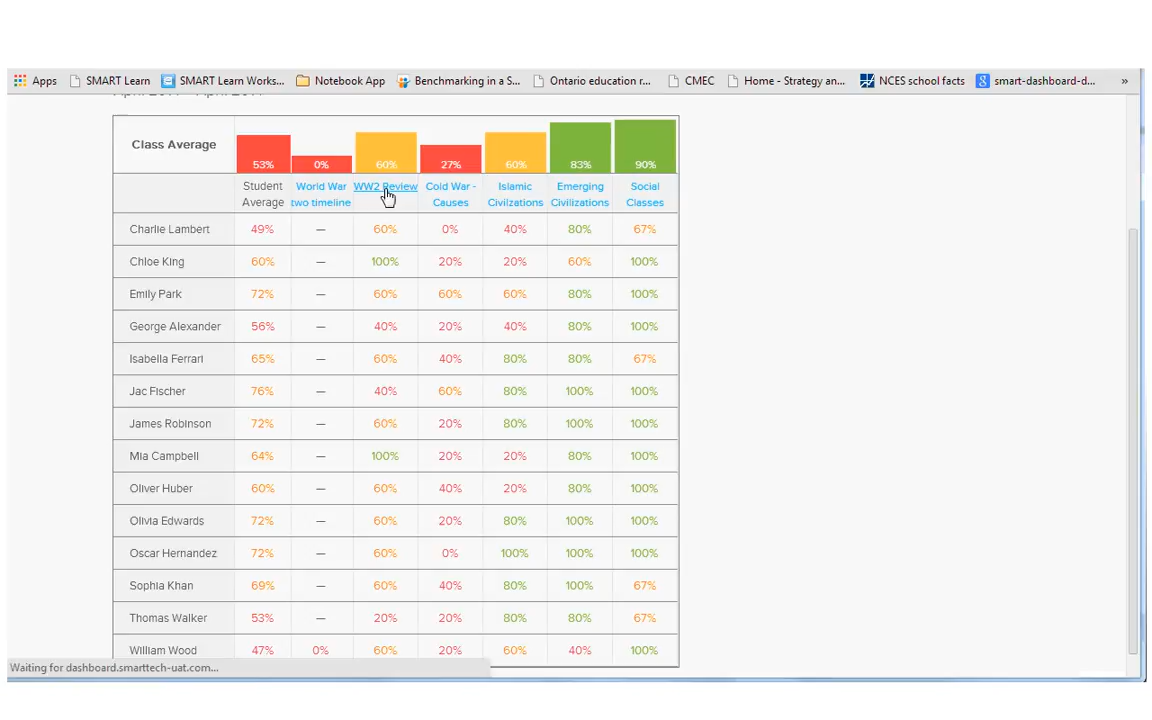 Apps SMART Learn SMART Learn Works... Notebook App Benchmarking in a S... Ontario education r... CMEC Home - Strategy an... NCES school facts smart-dashboard-d... »
Class Average 53% 0% 60% 27% 60% 83% 90%
Student Average World War two timeline WW2 Review Cold War - Causes Islamic Civilzations Emerging Civilizations Social Classes
Charlie Lambert 49% — 60% 0% 40% 80% 67%
Chloe King 60% — 100% 20% 20% 60% 100%
Emily Park 72% — 60% 60% 60% 80% 100%
George Alexander 56% — 40% 20% 40% 80% 100%
Isabella Ferrari 65% — 60% 40% 80% 80% 67%
Jac Fischer 76% — 40% 60% 80% 100% 100%
James Robinson 72% — 60% 20% 80% 100% 100%
Mia Campbell 64% — 100% 20% 20% 80% 100%
Oliver Huber 60% — 60% 40% 20% 80% 100%
Olivia Edwards 72% — 60% 20% 80% 100% 100%
Oscar Hernandez 72% — 60% 0% 100% 100% 100%
Sophia Khan 69% — 60% 40% 80% 100% 67%
Thomas Walker 53% — 20% 20% 80% 80% 67%
William Wood 47% 0% 60% 20% 60% 40% 100%
Waiting for dashboard.smarttech-uat.com...